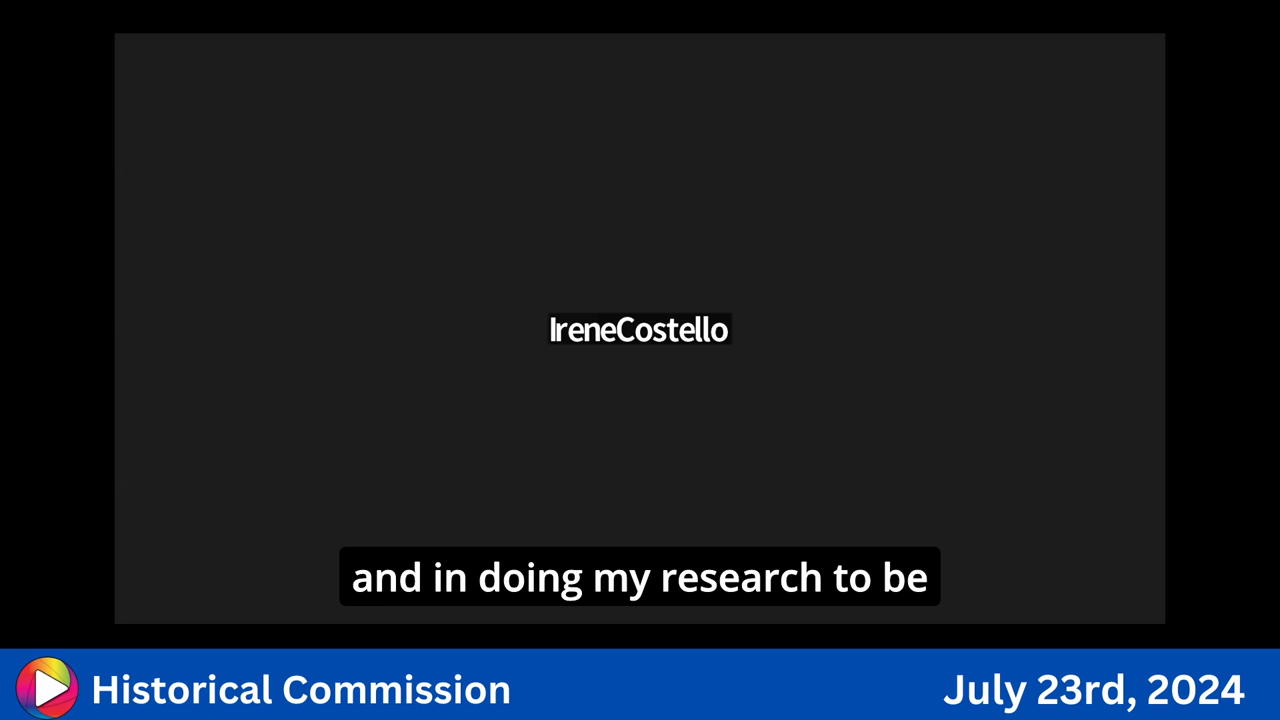 IreneCostello
and in doing my research to be
Historical Commission
July 23rd, 2024